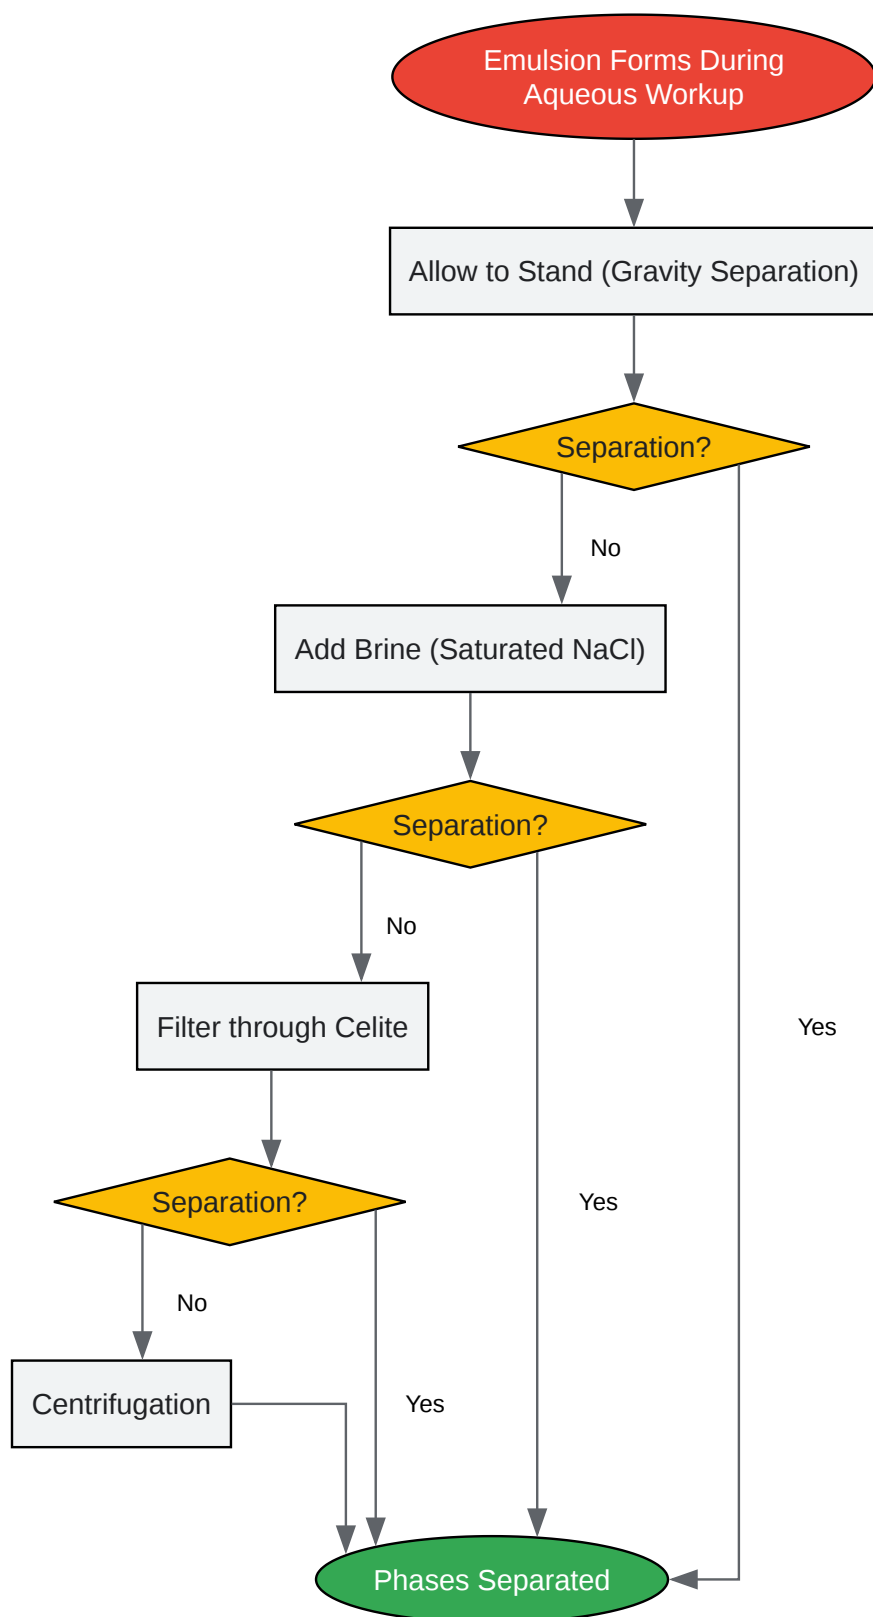 Emulsion Forms During
Aqueous Workup
Allow to Stand (Gravity Separation)
Separation?
No
Add Brine (Saturated NaCl)
Separation?
No
Filter through Celite
Yes
Separation?
Yes
No
Centrifugation
Yes
Phases Separated